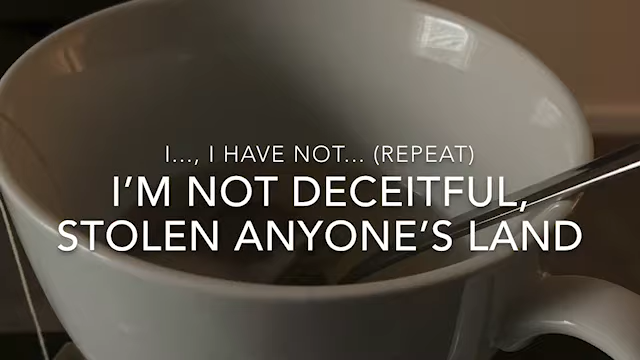 I..., I HAVE NOT... (REPEAT)
I’M NOT DECEITFUL,
STOLEN ANYONE’S LAND